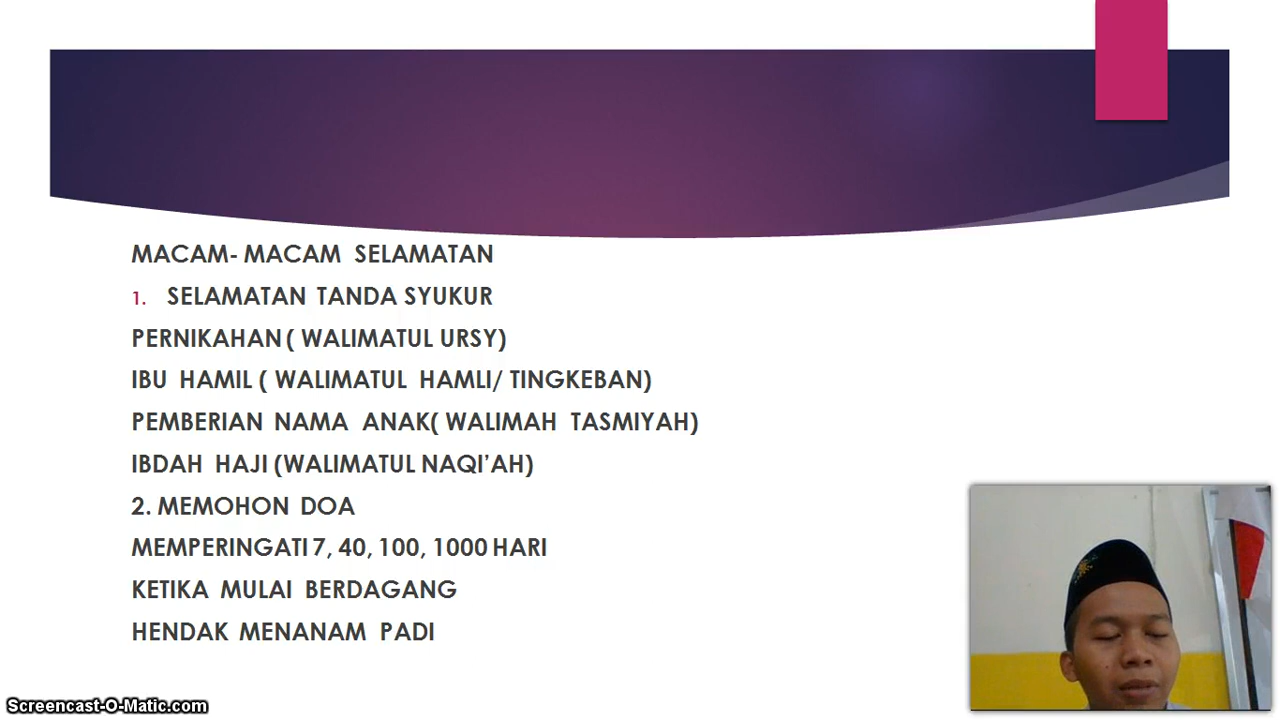 MACAM- MACAM SELAMATAN
1. SELAMATAN TANDA SYUKUR
PERNIKAHAN ( WALIMATUL URSY)
IBU HAMIL ( WALIMATUL HAMLI/ TINGKEBAN)
PEMBERIAN NAMA ANAK( WALIMAH TASMIYAH)
IBDAH HAJI (WALIMATUL NAQI’AH)
2. MEMOHON DOA
MEMPERINGATI 7, 40, 100, 1000 HARI
KETIKA MULAI BERDAGANG
HENDAK MENANAM PADI
Screencast-O-Matic.com